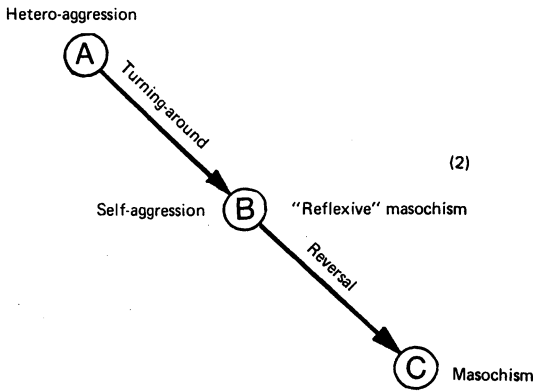 Hetero-aggression
A
Turning-around
(2)
Self-aggression B "Reflexive" masochism
Reversal
C Masochism